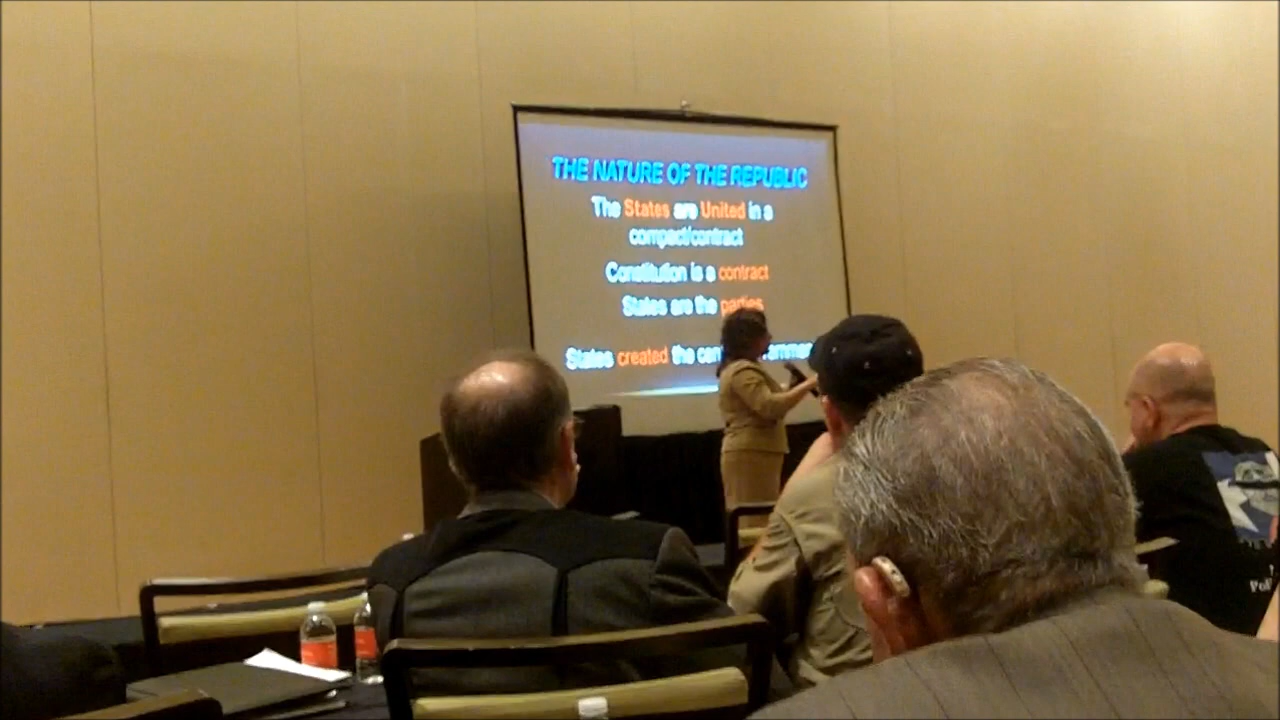 THE NATURE OF THE REPUBLIC
The States are United in a
compact/contract
Constitution is a contract
States are the parties
States created the